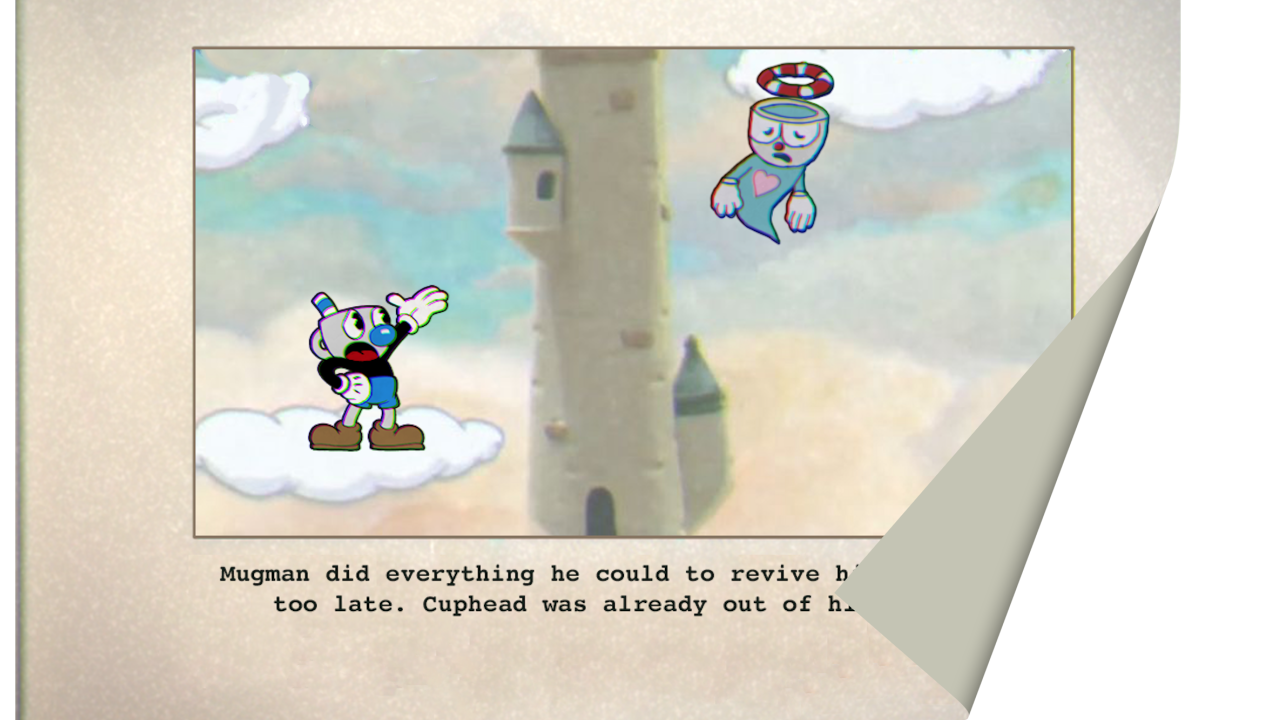 Mugman did everything he could to revive
too late. Cuphead was already out of